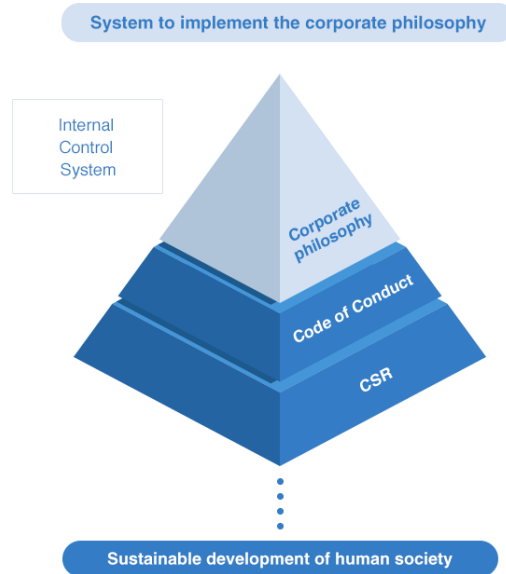 System to implement the corporate philosophy
Internal
Control
System
Corporate
philosophy
Code of Conduct
CSR
Sustainable development of human society